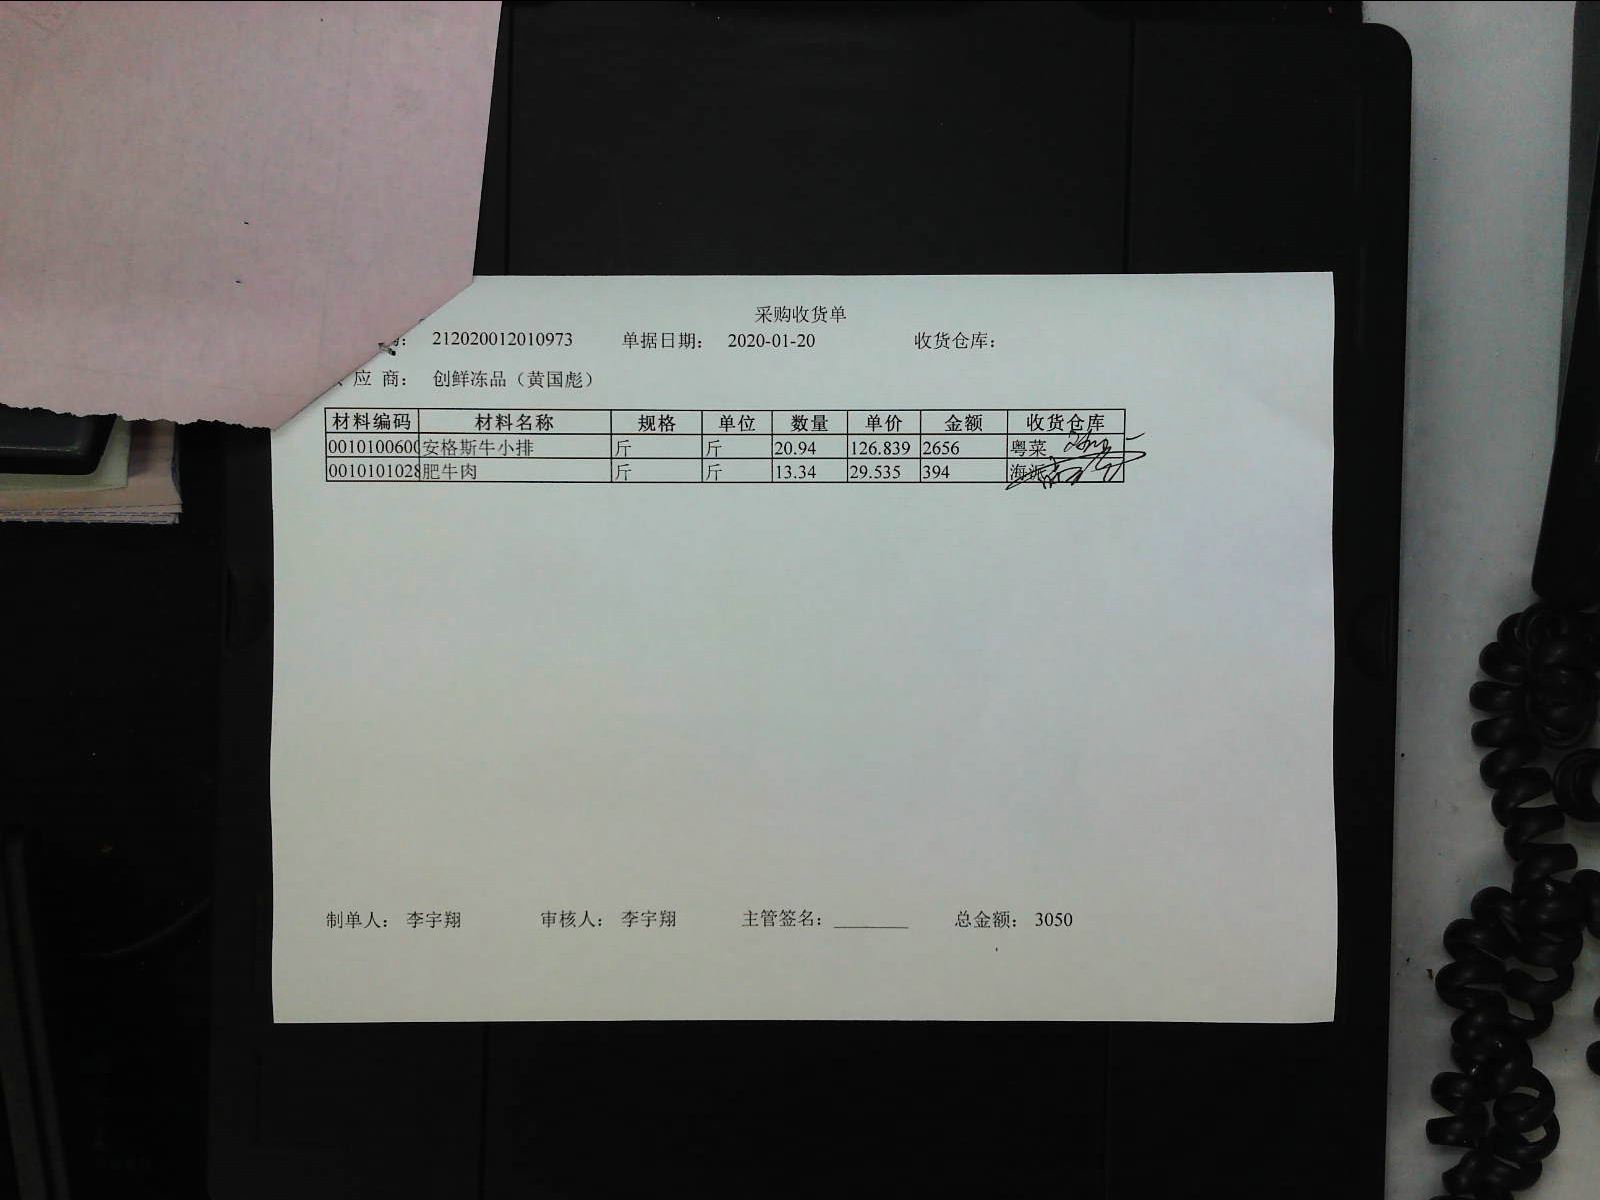 采购收货单
212020012010973 单据日期： 2020-01-20 收货仓库：
应 商： 创鲜冻品（黄国彪）
材料编码 材料名称 规格 单位 数量 单价 金额 收货仓库
0010100600 安格斯牛小排 斤 斤 20.94 126.839 2656 粤菜
0010101028 肥牛肉 斤 斤 13.34 29.535 394 海派
制单人： 李宇翔 审核人： 李宇翔 主管签名： 总金额： 3050